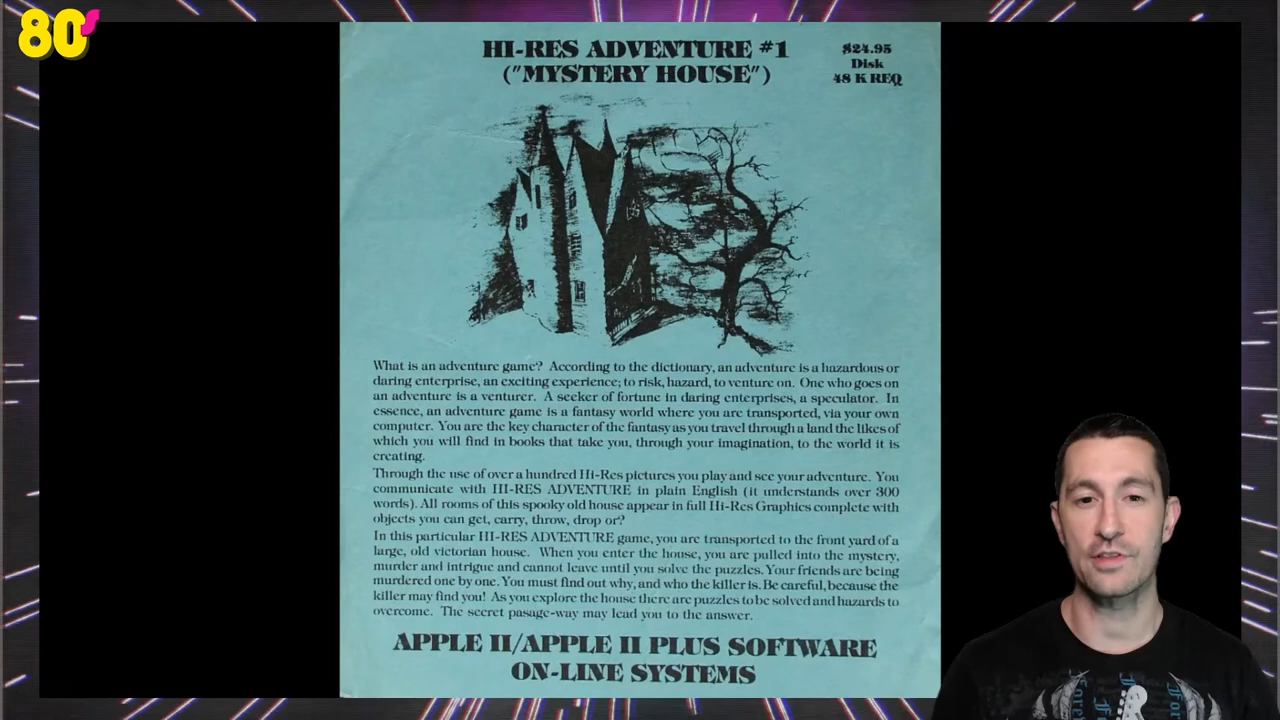 80s
HI-RES ADVENTURE #1
("MYSTERY HOUSE")
$24.95
Disk
48 K REQ
What is an adventure game? According to the dictionary, an adventure is a hazardous or
daring enterprise, an exciting experience; to risk, hazard, to venture on. One who goes on
an adventure is a venturer. A seeker of fortune in daring enterprises, a speculator. In
essence, an adventure game is a fantasy world where you are transported, via your own
computer. You are the key character of the fantasy as you travel through a land the likes of
which you will find in books that take you, through your imagination, to the world it is
creating.
Through the use of over a hundred Hi-Res pictures you play and see your adventure. You
communicate with HI-RES ADVENTURE in plain English (it understands over 300
words). All rooms of this spooky old house appear in full Hi-Res Graphics complete with
objects you can get, carry, throw, drop or?
In this particular HI-RES ADVENTURE game, you are transported to the front yard of a
large, old victorian house. When you enter the house, you are pulled into the mystery,
murder and intrigue and cannot leave until you solve the puzzles. Your friends are being
murdered one by one. You must find out why, and who the killer is. Be careful, because the
killer may find you! As you explore the house there are puzzles to be solved and hazards to
overcome. The secret pasage-way may lead you to the answer.
APPLE II/APPLE II PLUS SOFTWARE
ON-LINE SYSTEMS